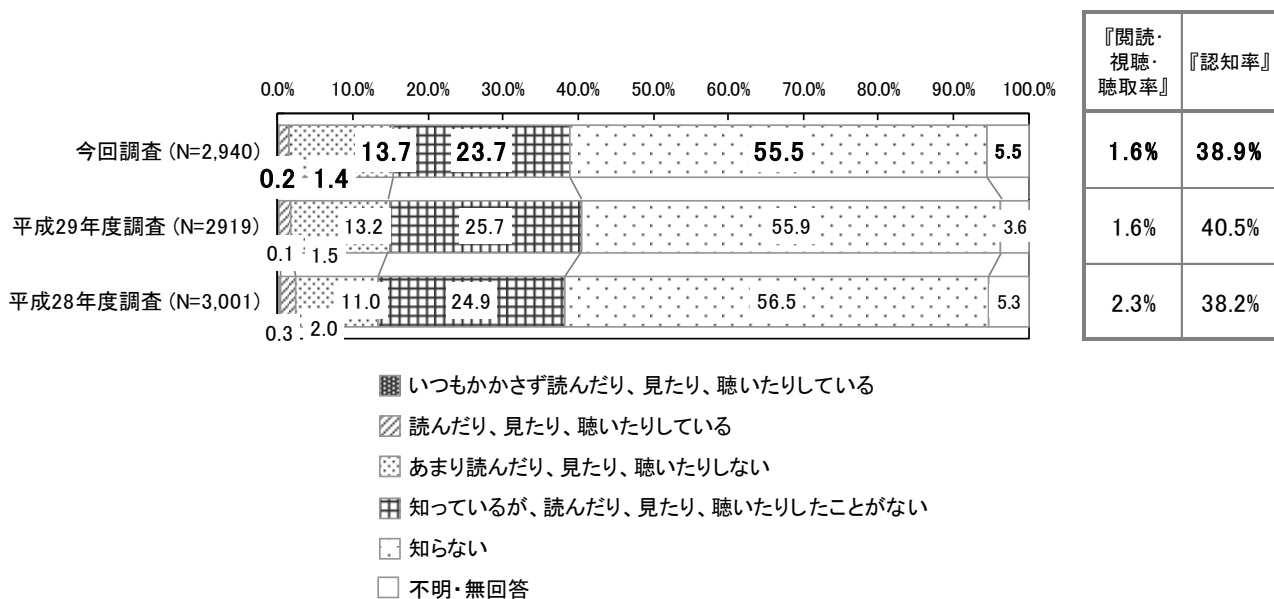 『閲読・
視聴・
聴取率』
『認知率』
0.0% 10.0% 20.0% 30.0% 40.0% 50.0% 60.0% 70.0% 80.0% 90.0% 100.0%
今回調査 (N=2,940)
13.7 23.7 55.5 5.5
1.6% 38.9%
0.2 1.4
平成29年度調査 (N=2919)
13.2 25.7 55.9 3.6
1.6% 40.5%
0.1 1.5
平成28年度調査 (N=3,001)
11.0 24.9 56.5 5.3
2.3% 38.2%
0.3 2.0
いつもかかさず読んだり、見たり、聴いたりしている
読んだり、見たり、聴いたりしている
あまり読んだり、見たり、聴いたりしない
知っているが、読んだり、見たり、聴いたりしたことがない
知らない
不明・無回答